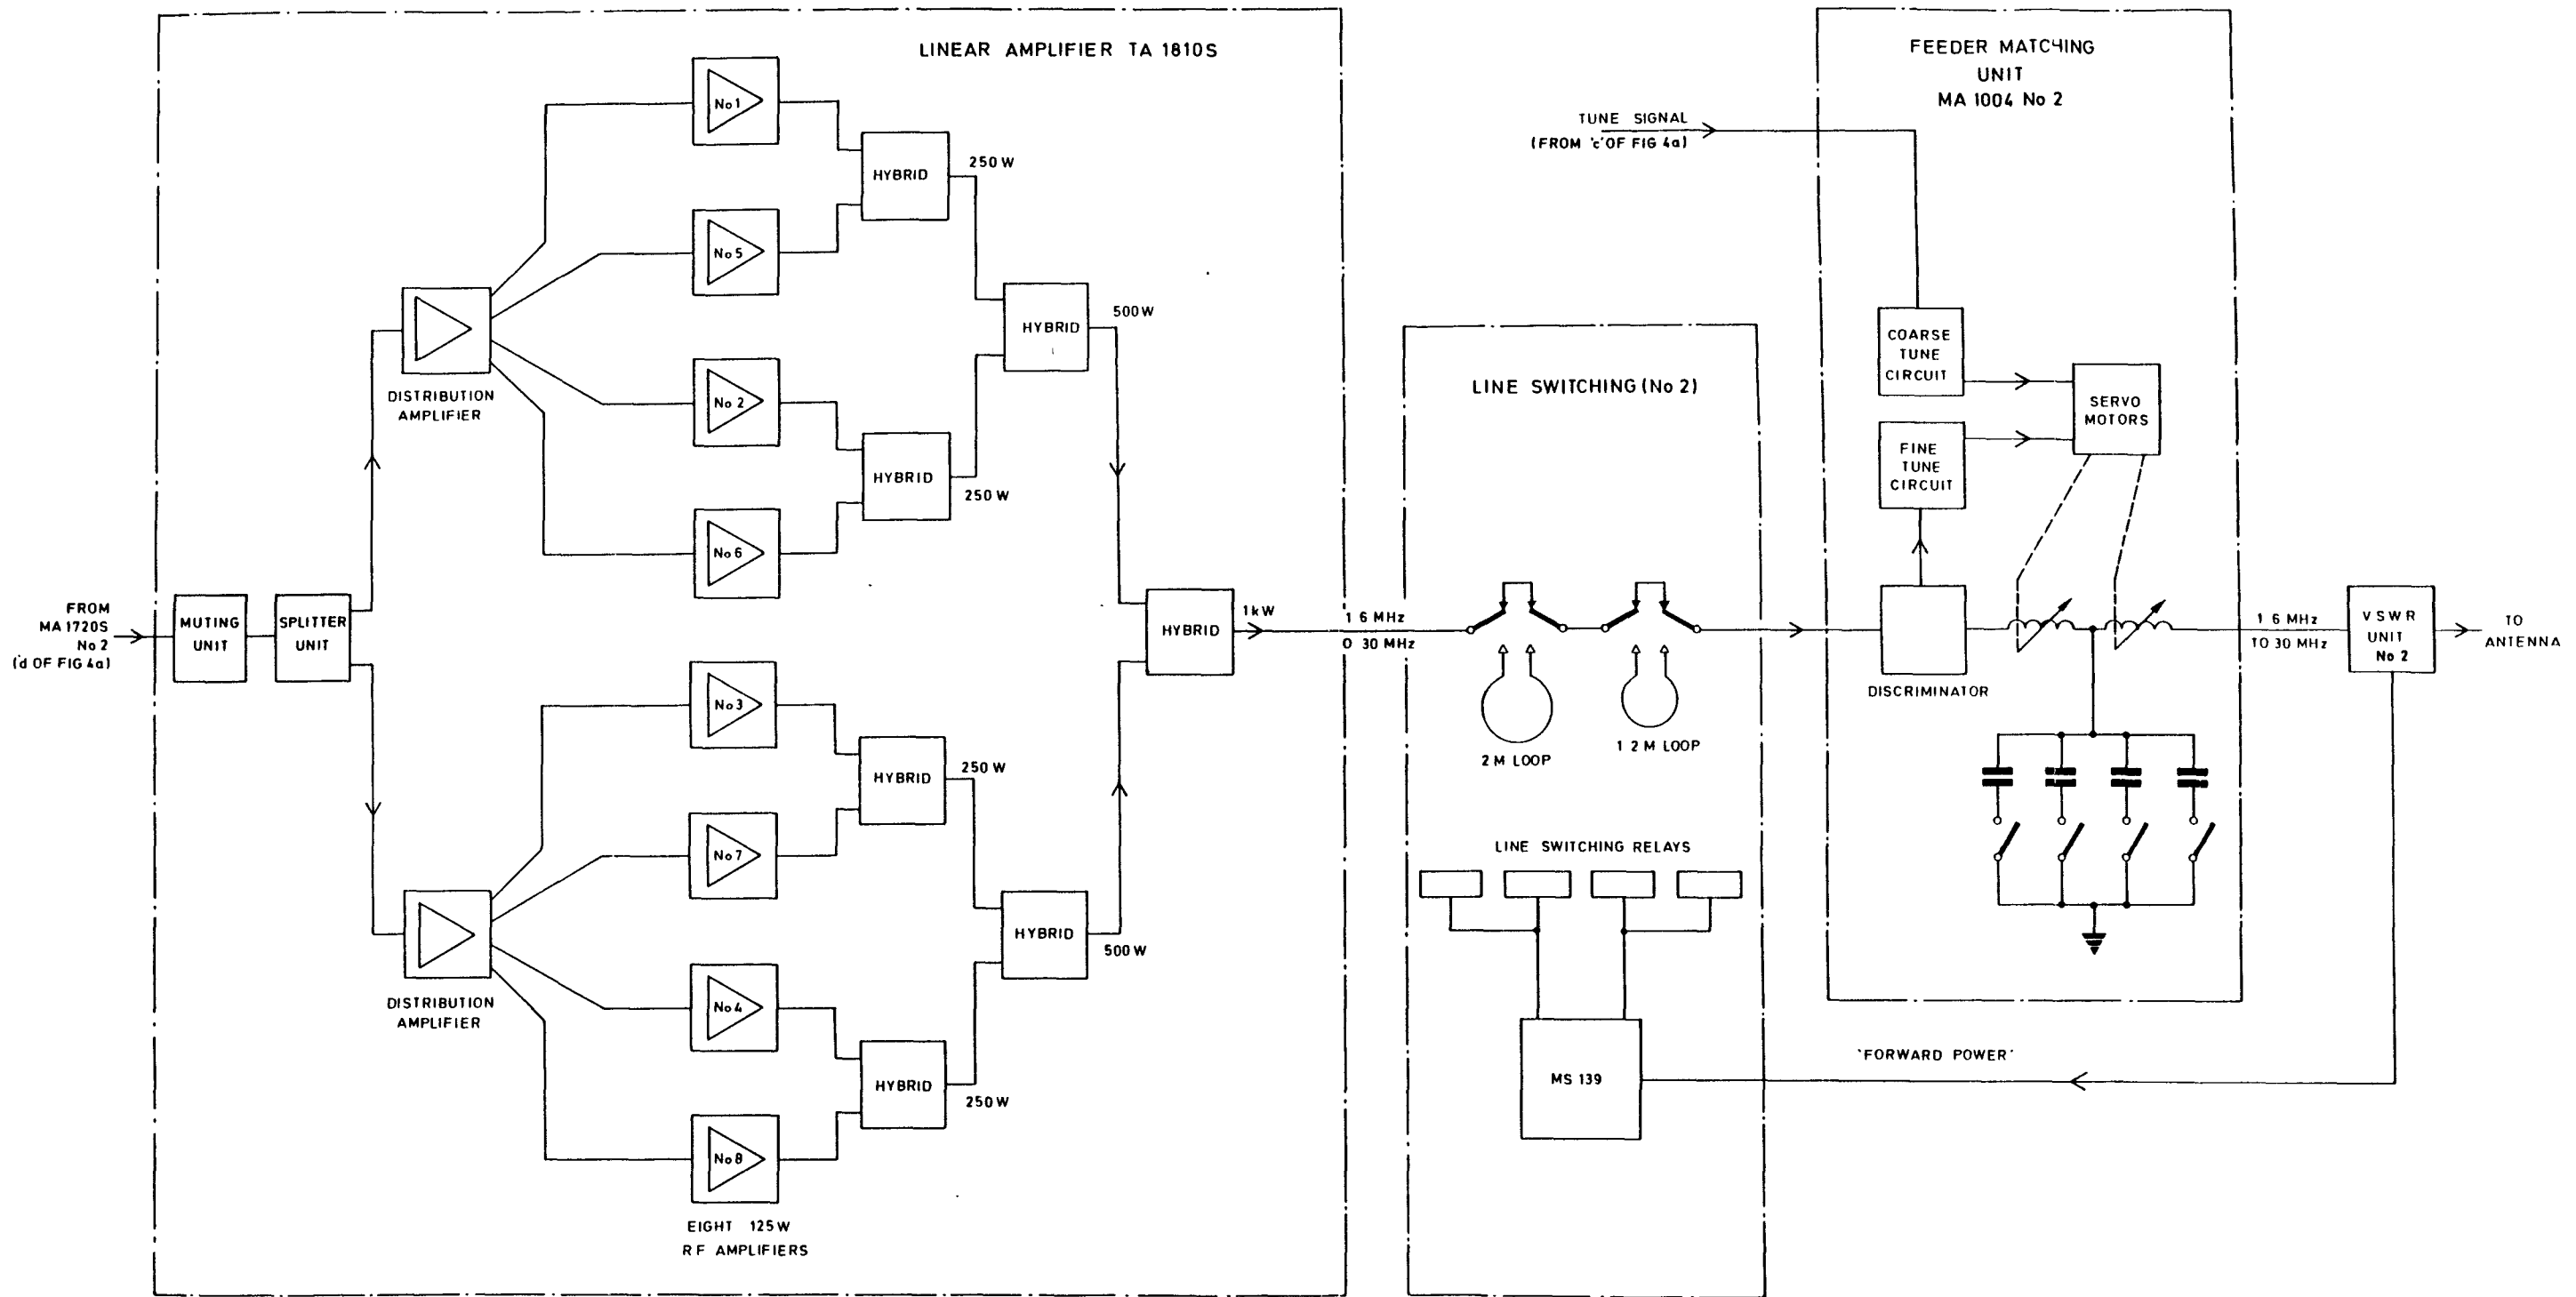 LINEAR AMPLIFIER TA 1810S
FROM
MA 1720S
No 2
('d OF FIG 4a)
MUTING
UNIT
SPLITTER
UNIT
DISTRIBUTION
AMPLIFIER
DISTRIBUTION
AMPLIFIER
No 1
No 5
No 2
No 6
No 3
No 7
No 4
No 8
EIGHT 125W
RF AMPLIFIERS
HYBRID
250 W
HYBRID
250 W
HYBRID
500 W
HYBRID
250 W
HYBRID
250 W
HYBRID
500 W
HYBRID
1 kW
1 6 MHz
O 30 MHz
LINE SWITCHING (No 2)
2 M LOOP
1 2 M LOOP
LINE SWITCHING RELAYS
MS 139
FEEDER MATCHING
UNIT
MA 1004 No 2
TUNE SIGNAL
(FROM 'c' OF FIG 4a)
COARSE
TUNE
CIRCUIT
FINE
TUNE
CIRCUIT
SERVO
MOTORS
DISCRIMINATOR
1 6 MHz
TO 30 MHz
VSWR
UNIT
No 2
TO
ANTENNA
'FORWARD POWER'